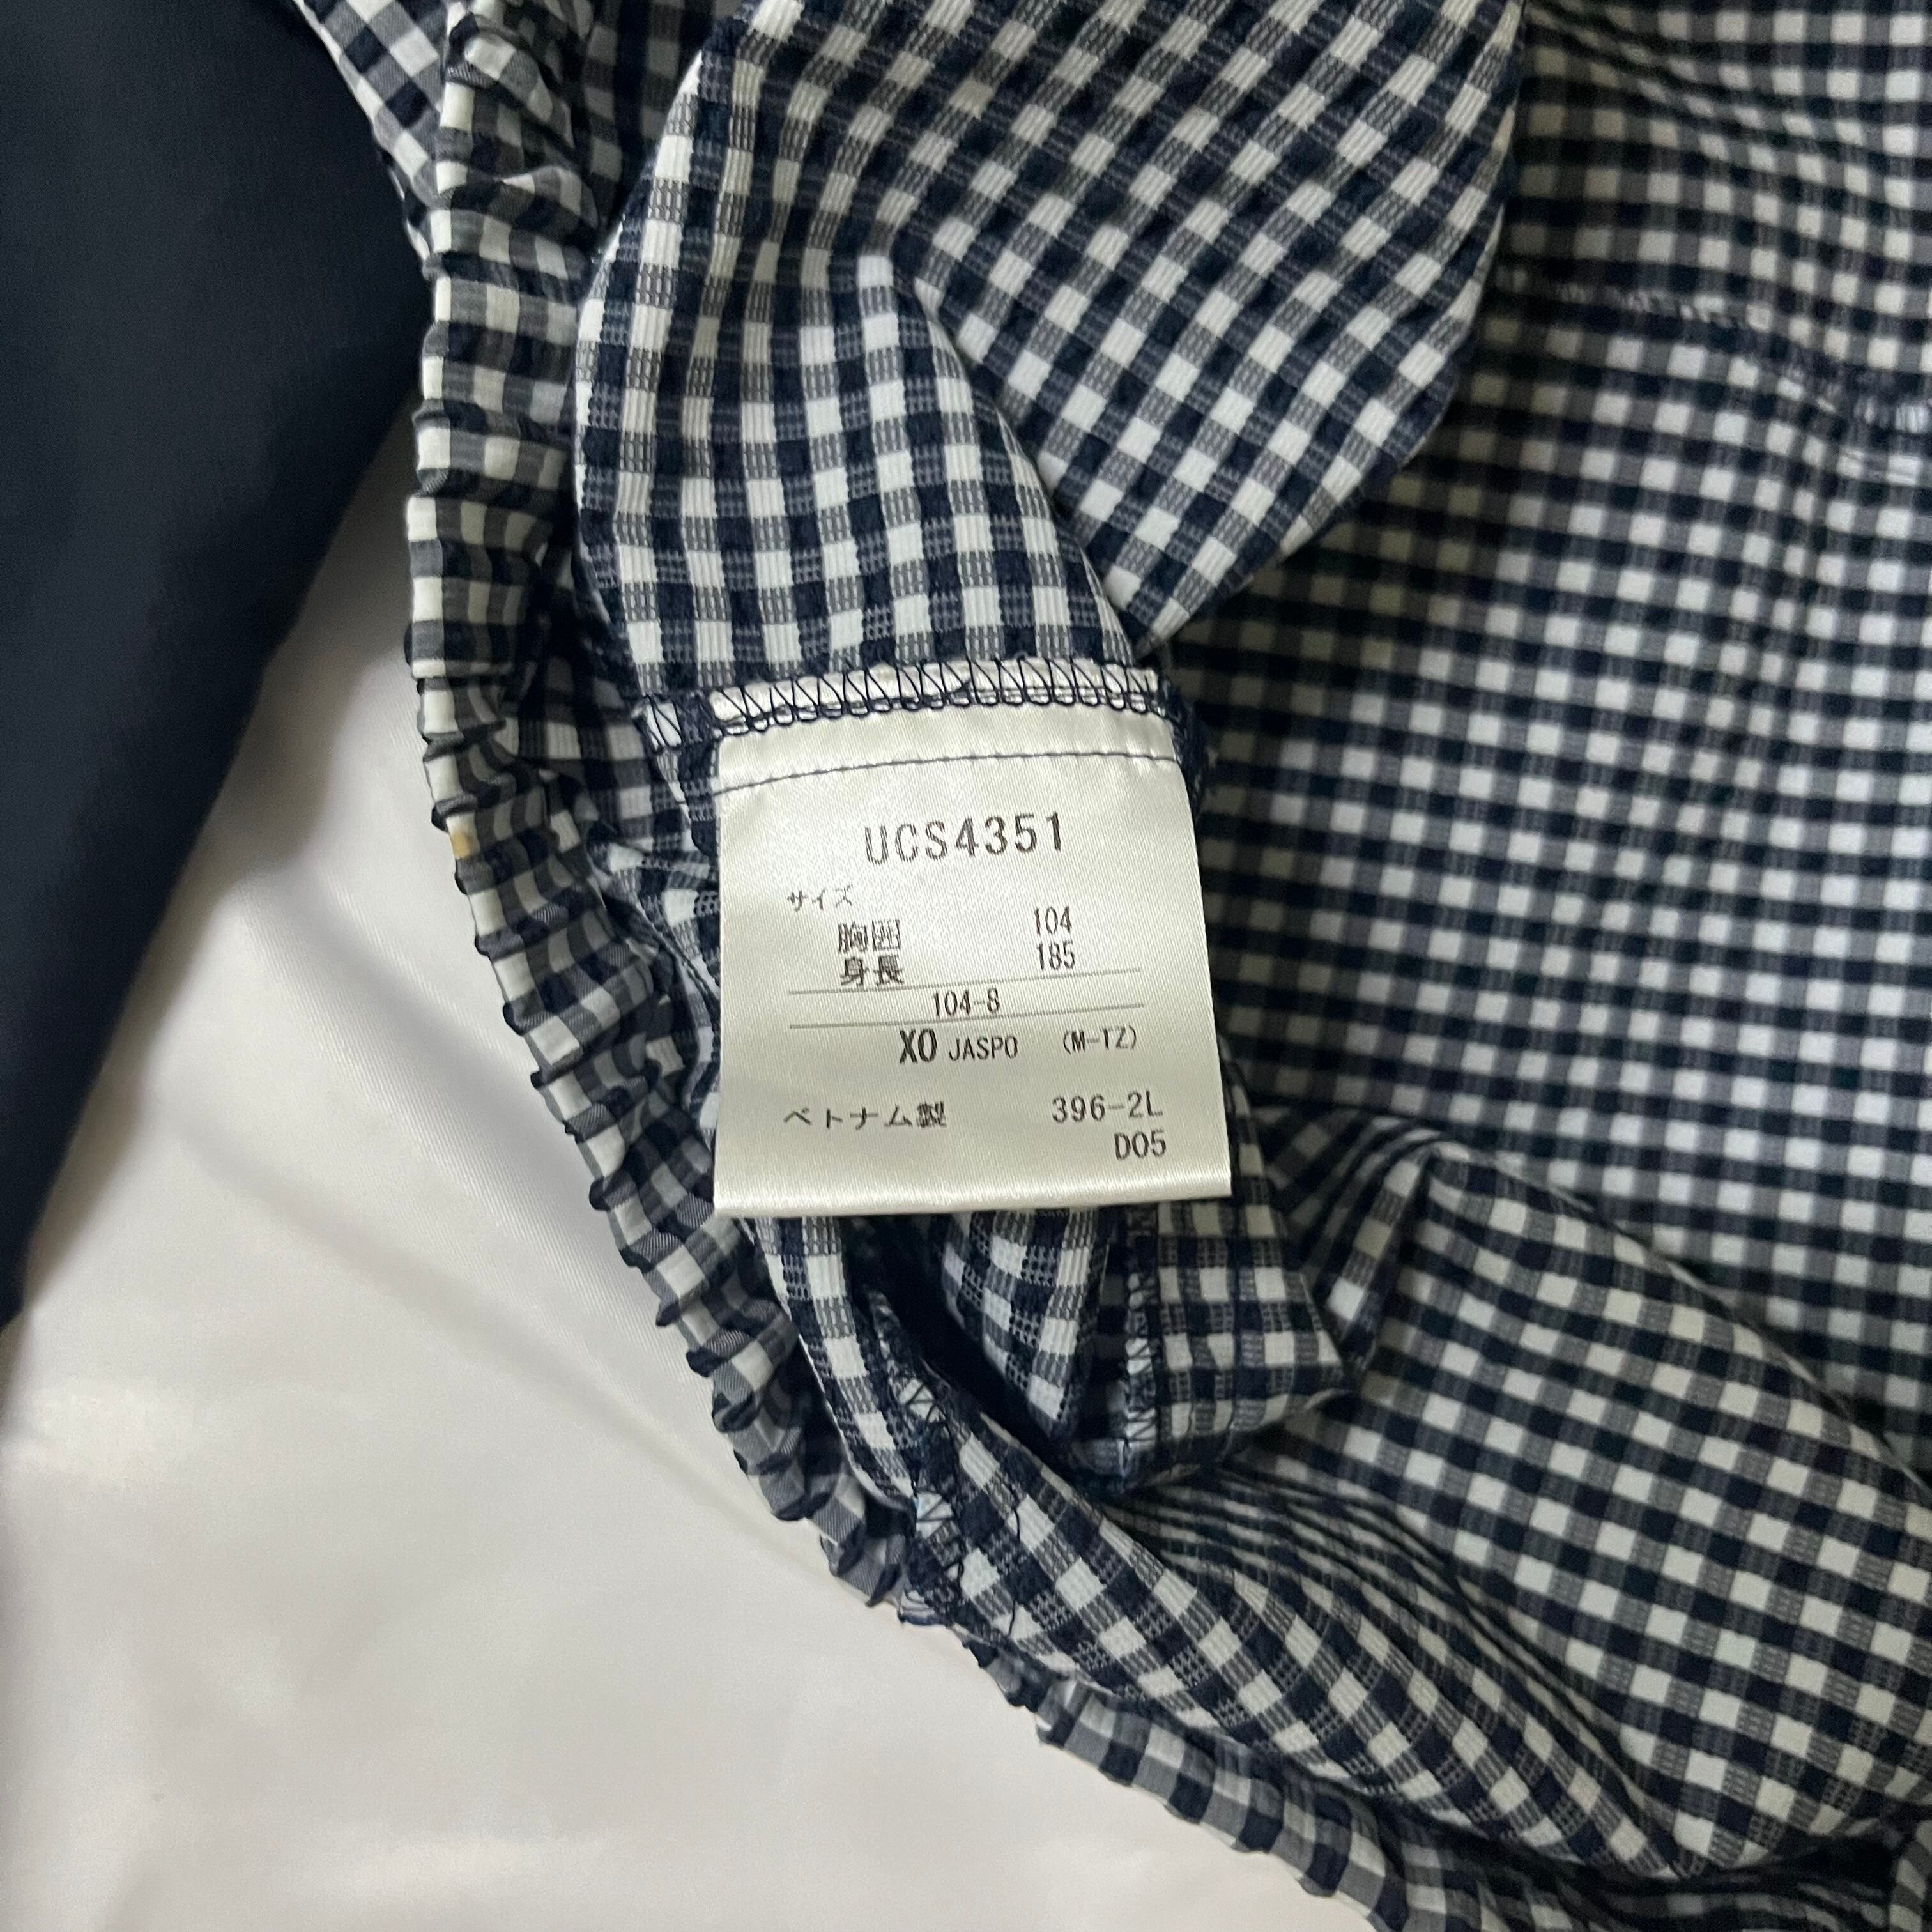 UCS4351
サイズ
胸囲 104
身長 185
104-8
XO JASPO (M-TZ)
ベトナム製 396-2L
D05